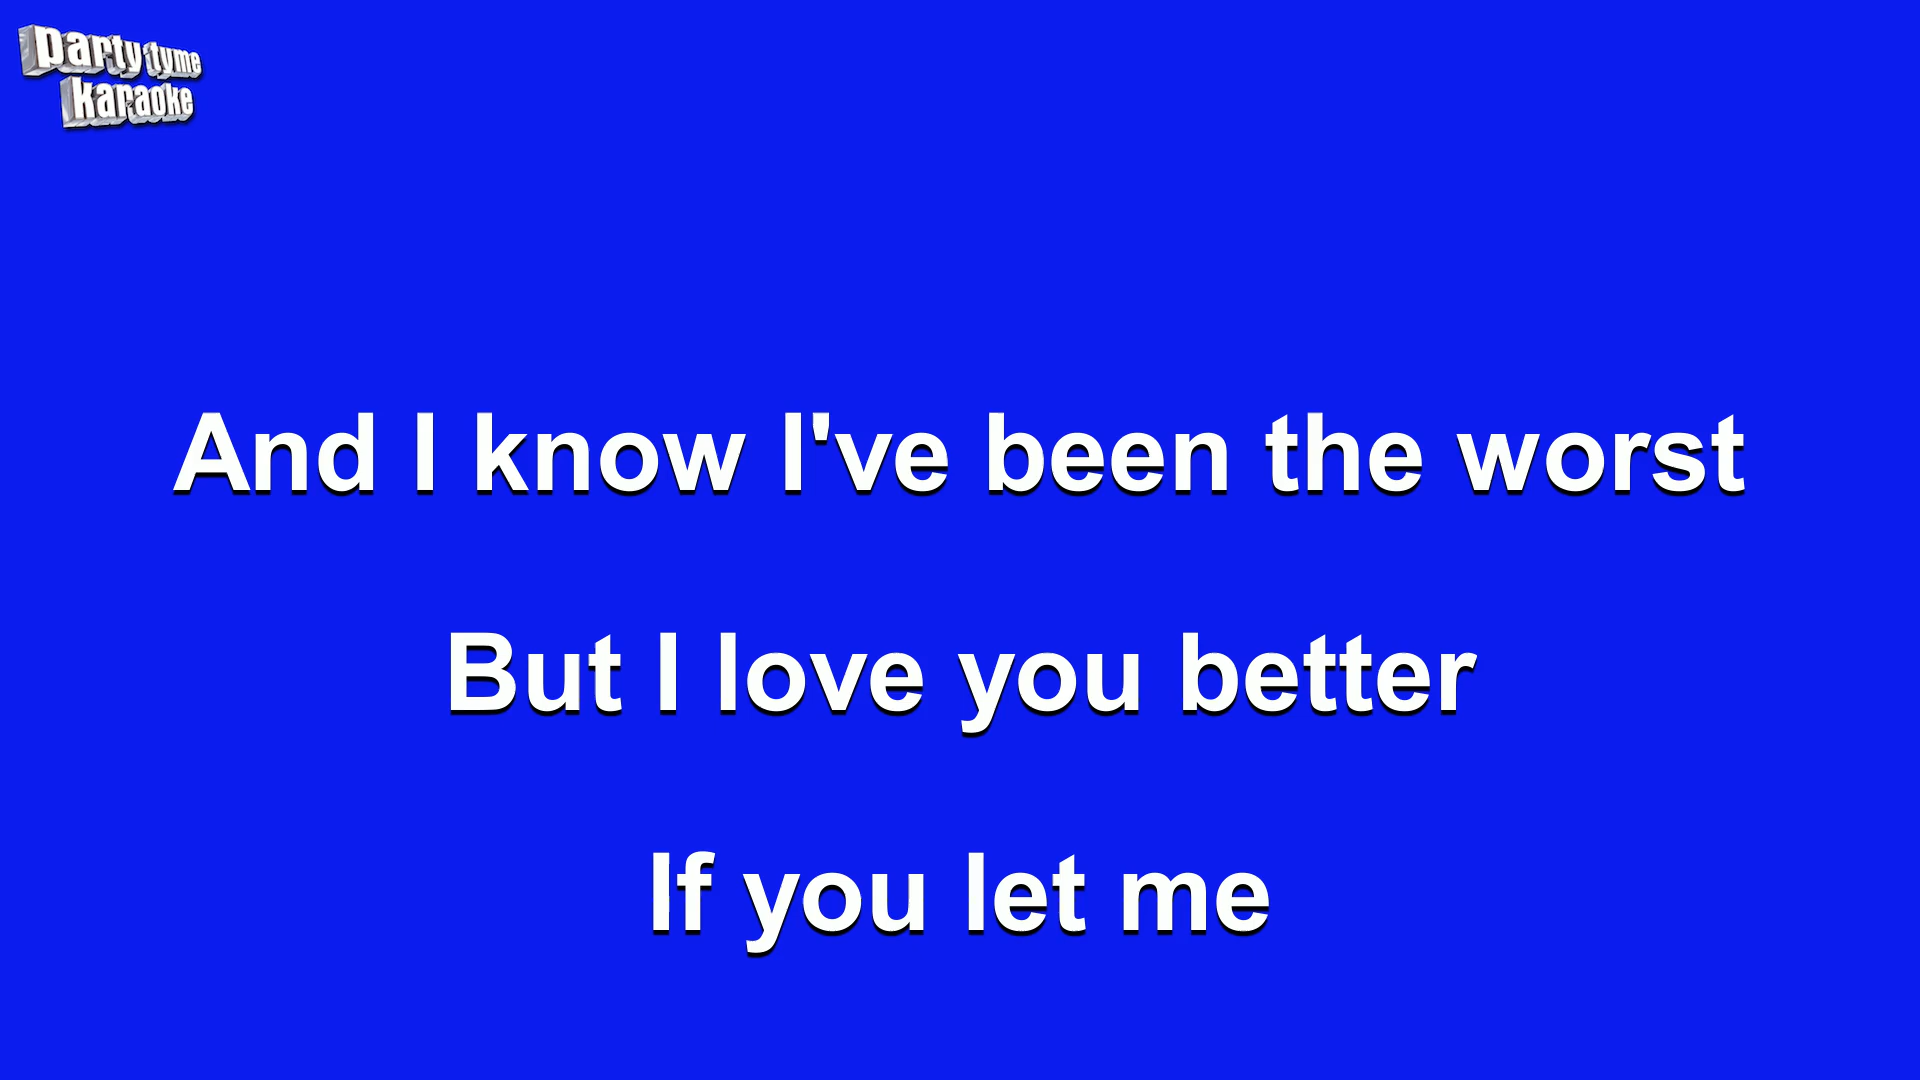 party tyme
karaoke
And I know I've been the worst
But I love you better
If you let me